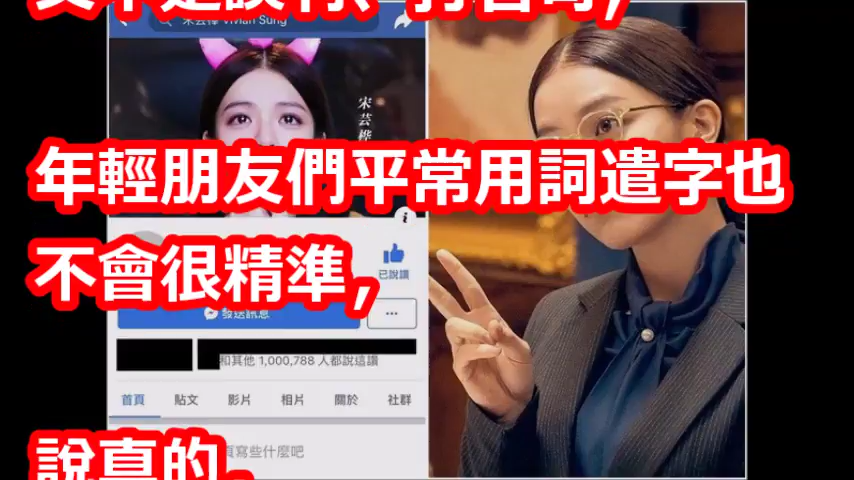 宋芸樺 Vivian Sung
宋芸樺
年輕朋友們平常用詞遣字也
不會很精準,
已說讚
發送訊息
和其他 1,000,788 人都說這讚
首頁 貼文 影片 相片 關於 社群
頁寫些什麼吧
說真的,